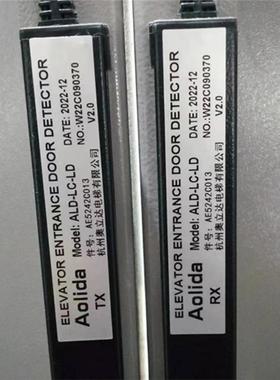 ELEVATOR ENTRANCE DOOR DETECTOR
Model: ALD-LC-LD
DATE: 2022-12
NO.:W22C090370
件号: AE5242C013
V2.0
杭州奥立达电梯有限公司
Aolida
TX
ELEVATOR ENTRANCE DOOR DETECTOR
Model: ALD-LC-LD
DATE: 2022-12
NO.:W22C090370
件号: AE5242C013
V2.0
杭州奥立达电梯有限公司
Aolida
RX